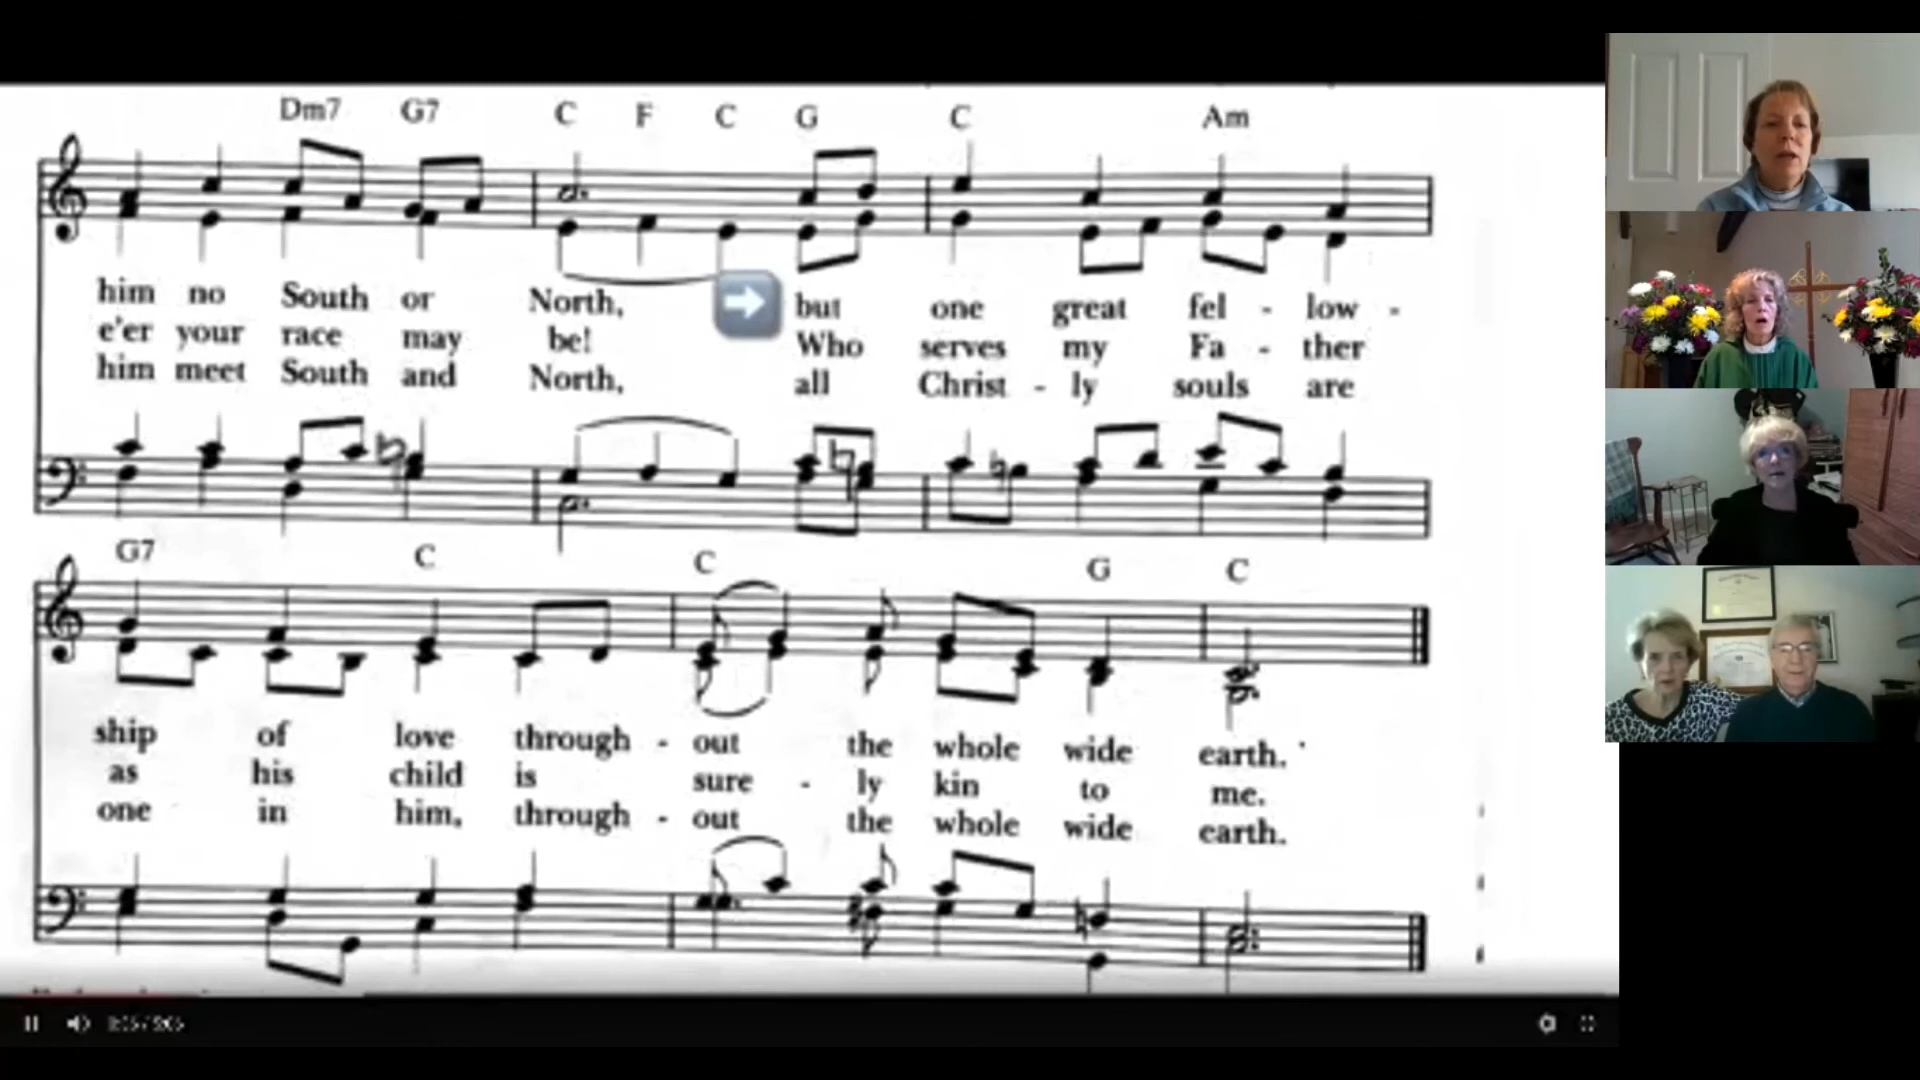 Dm7 G7 C F C G C Am
him no South or North, but one great fel - low -
e'er your race may be! Who serves my Fa - ther
him meet South and North, all Christ - ly souls are
G7 C C G C
ship of love through - out the whole wide earth.
as his child is sure - ly kin to me.
one in him, through - out the whole wide earth.